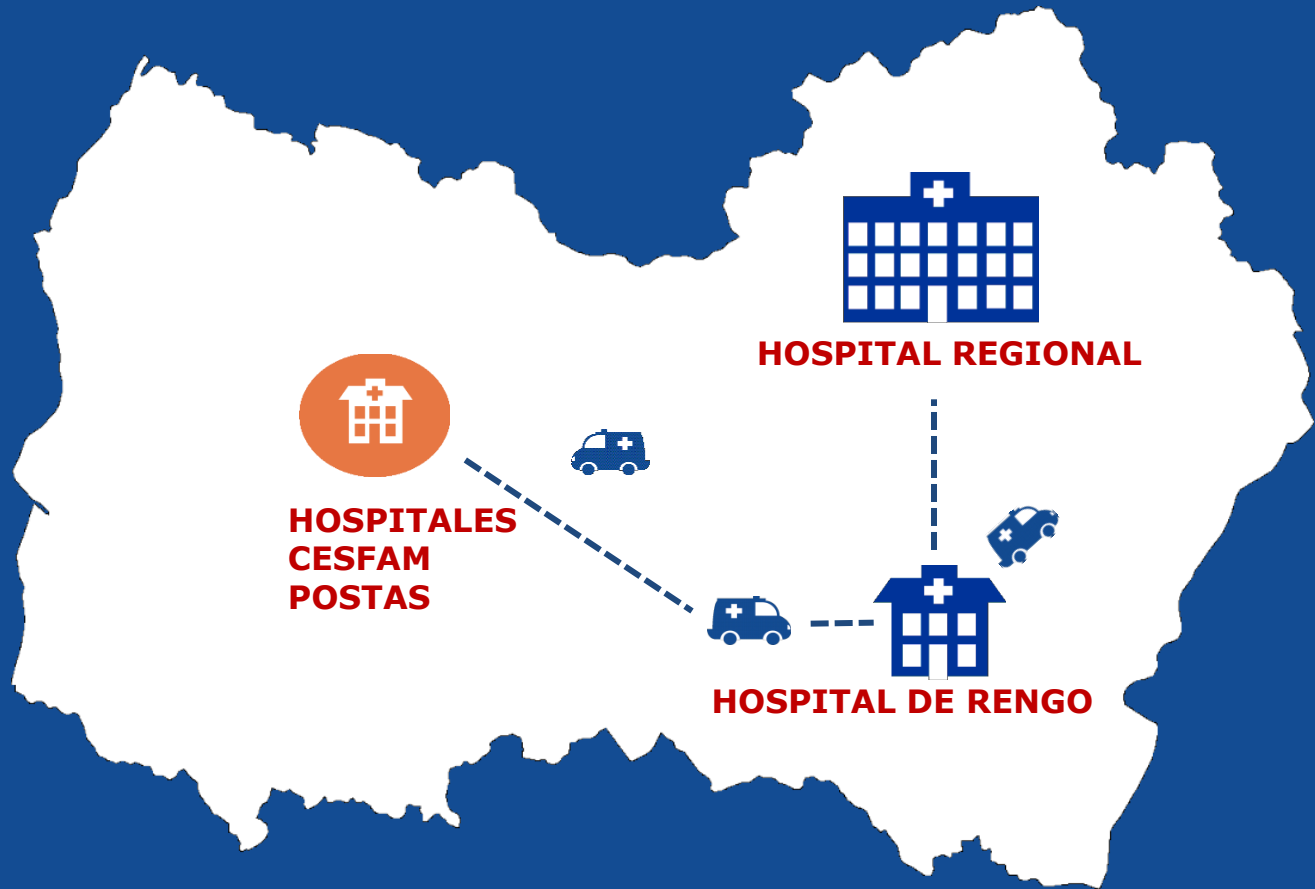 HOSPITAL REGIONAL
HOSPITALES
CESFAM
POSTAS
HOSPITAL DE RENGO